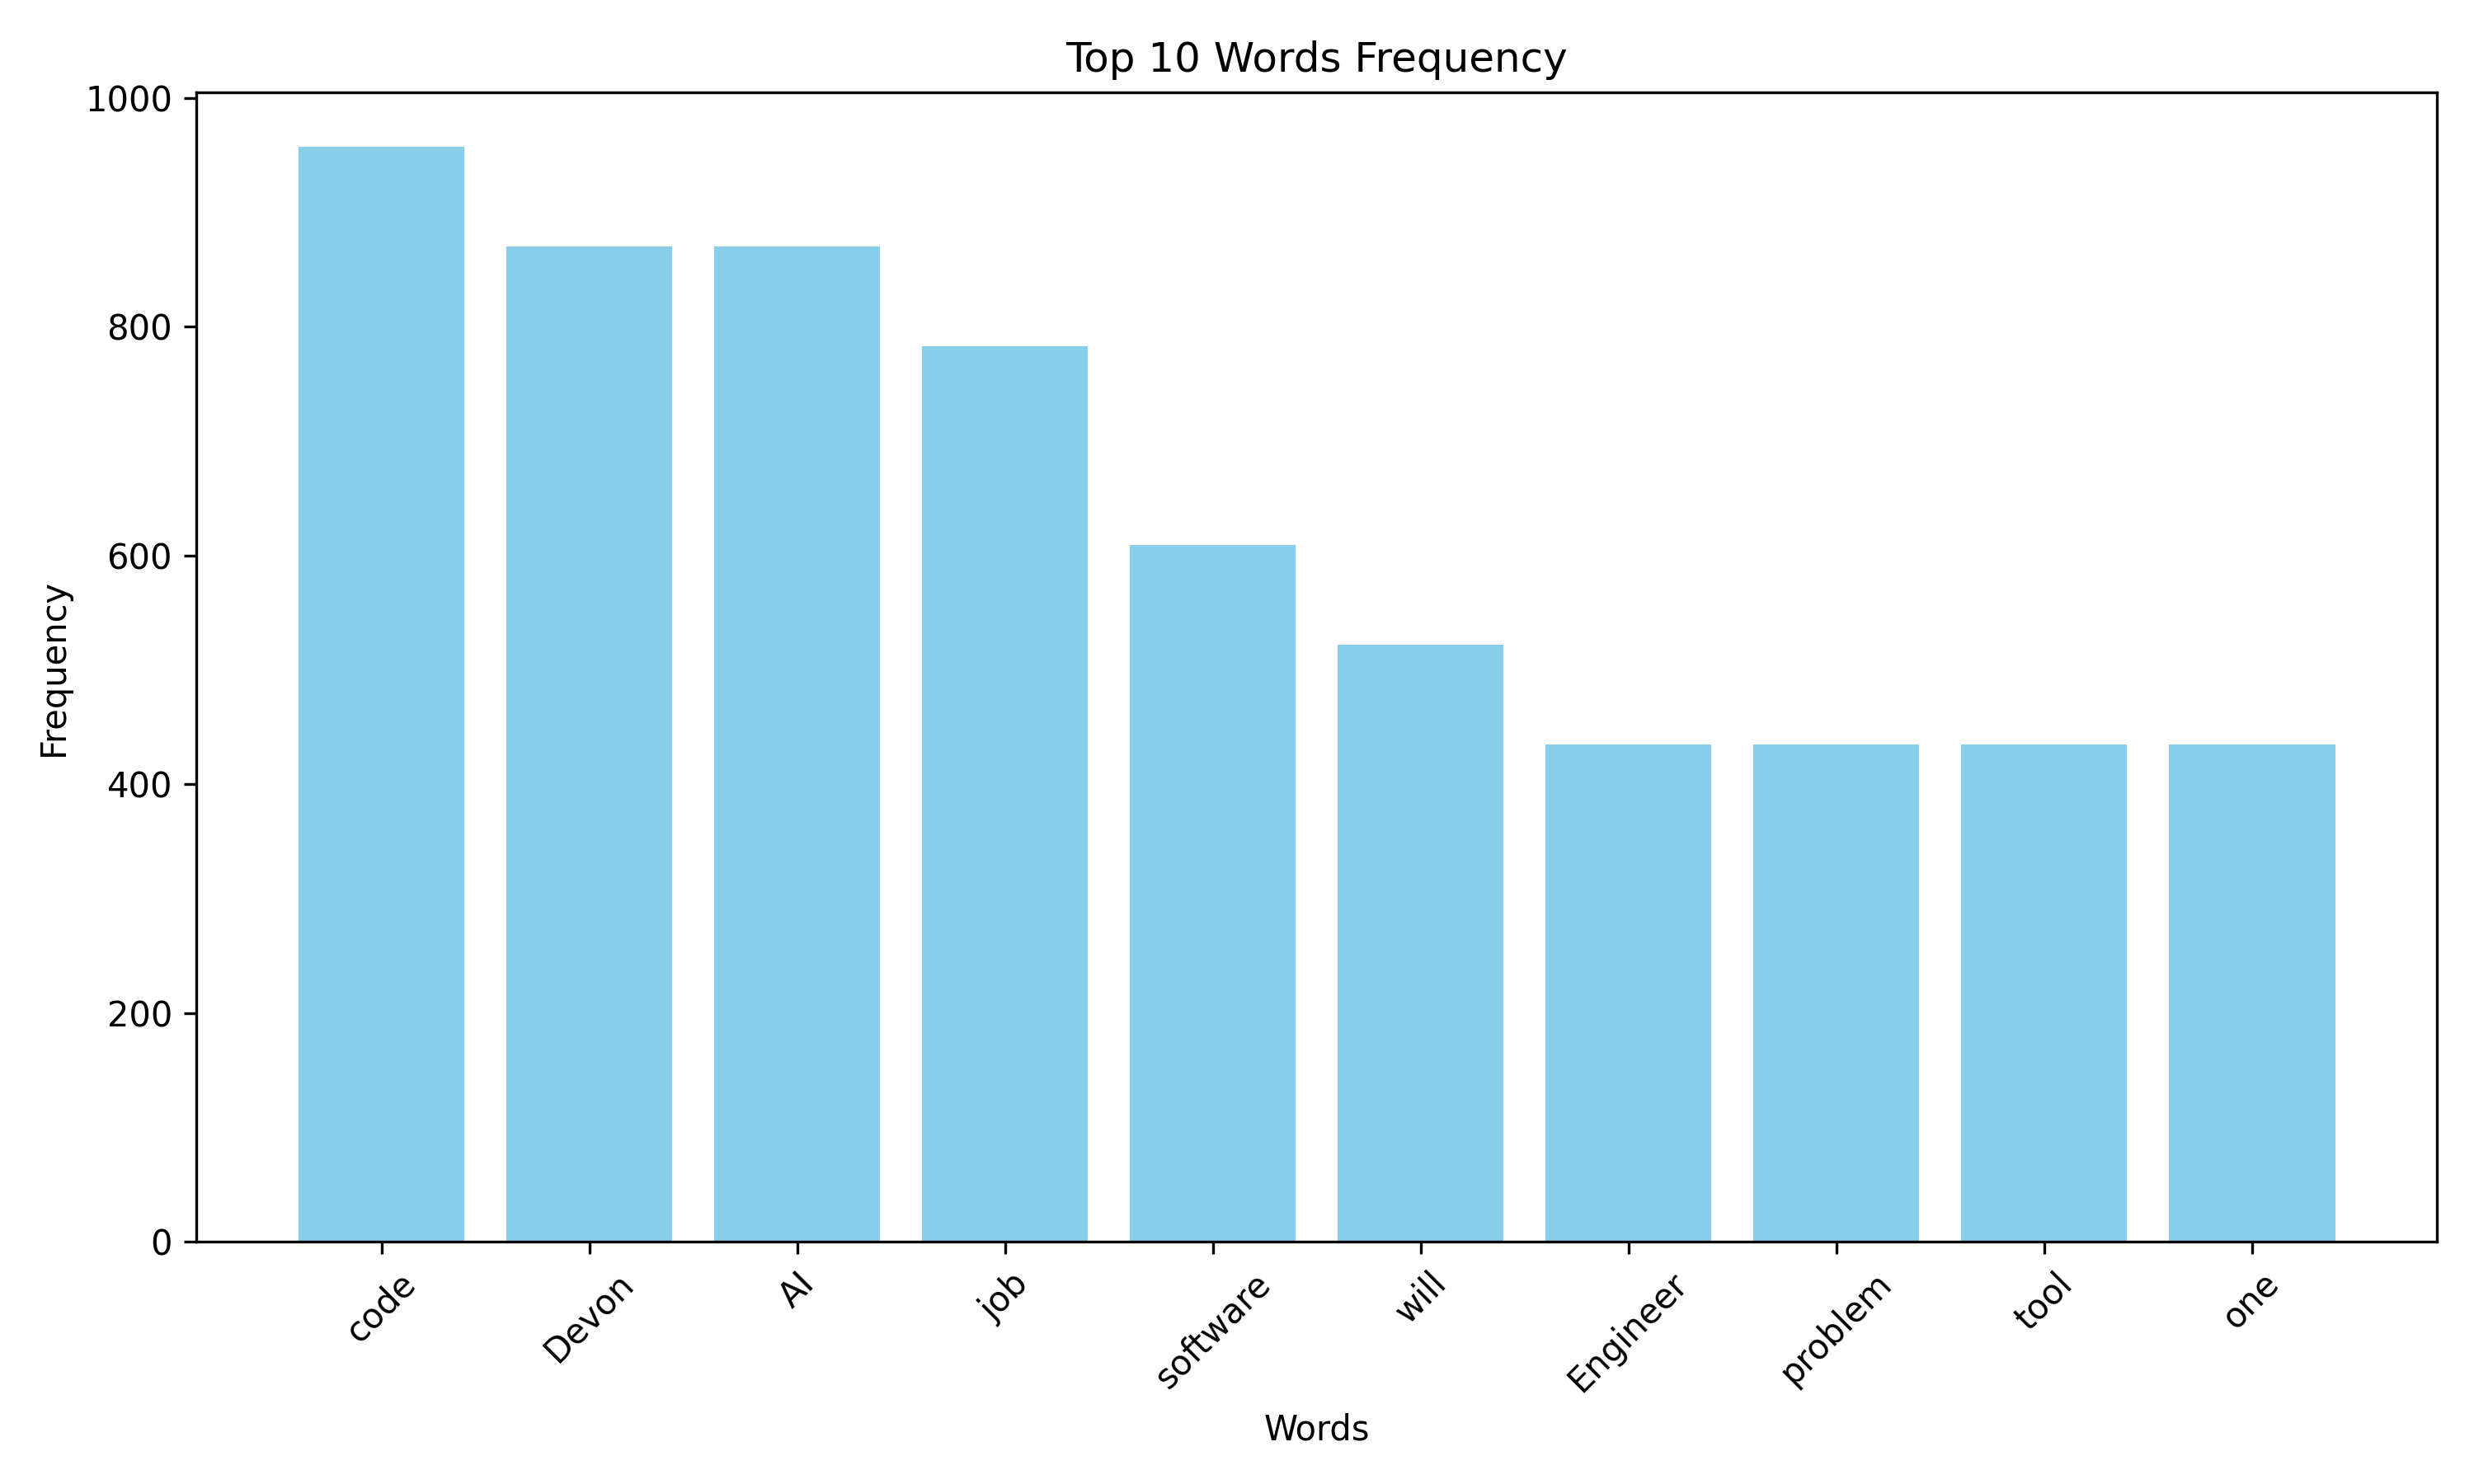 Top 10 Words Frequency
1000
800
600
400
200
0
Frequency
code
Devon
AI
job
software
will
Engineer
problem
tool
one
Words